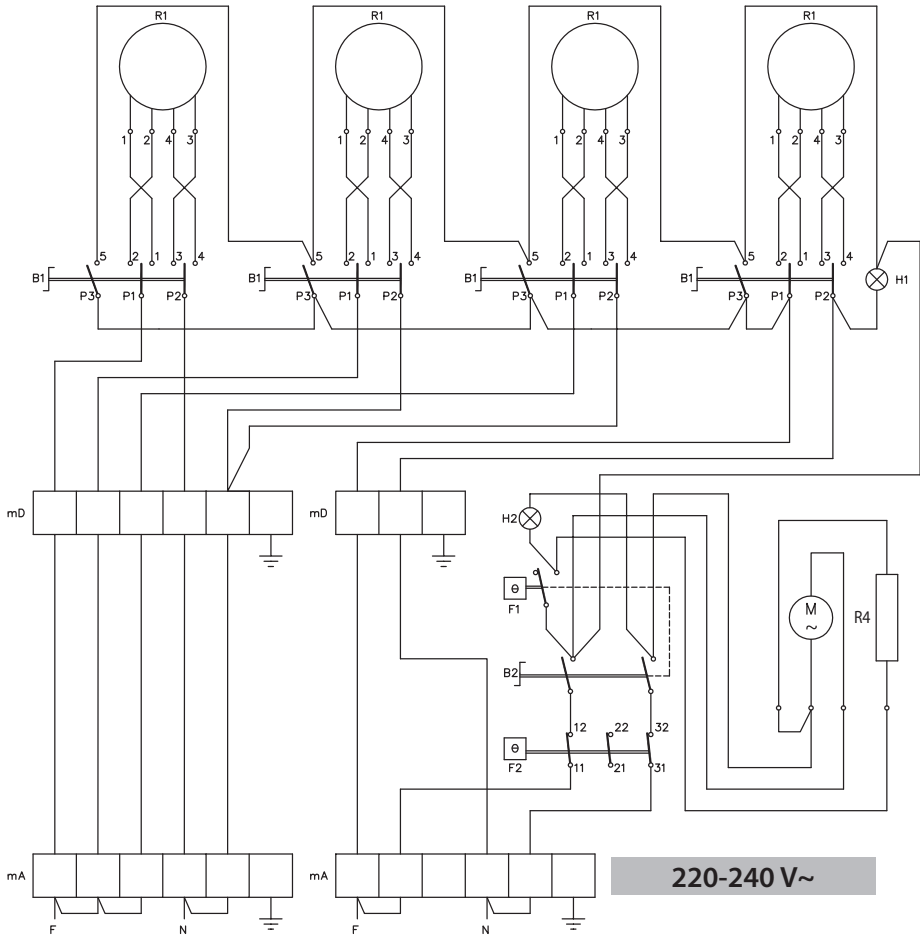 R1 R1 R1 R1
1 2 4 3 1 2 4 3 1 2 4 3 1 2 4 3
5 2 1 3 4 5 2 1 3 4 5 2 1 3 4 5 2 1 3 4
B1 B1 B1 B1 H1
P3 P1 P2 P3 P1 P2 P3 P1 P2 P3 P1 P2
mD mD H2
θ
F1
M
~
R4
B2
12 22 32
θ
F2 11 21 31
mA mA 220-240 V~
F N F N